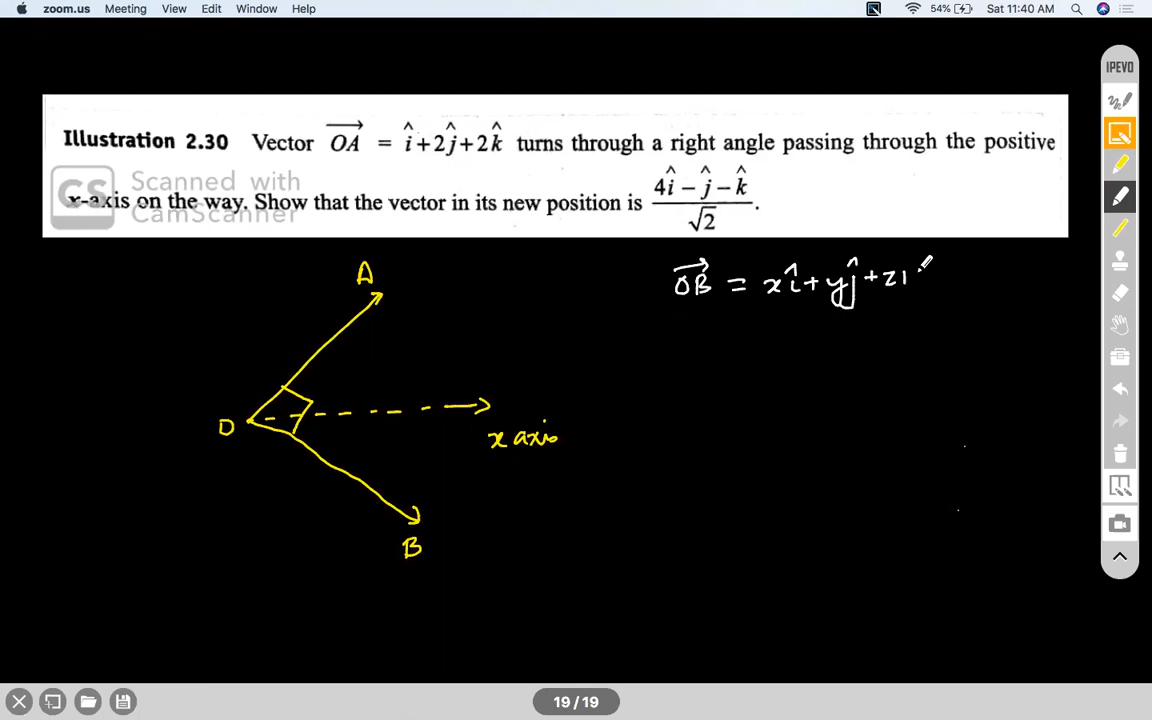 zoom.us Meeting View Edit Window Help 54% Sat 11:40 AM
IPEVO
Illustration 2.30 Vector $\overrightarrow{OA} = \hat{i}+2\hat{j}+2\hat{k}$ turns through a right angle passing through the positive
x-axis on the way. Show that the vector in its new position is $\frac{4\hat{i}-\hat{j}-\hat{k}}{\sqrt{2}}$.
CS Scanned with
CamScanner
A
$\overrightarrow{OB} = x\hat{i}+y\hat{j}+z$
O
x axis
B
19 / 19